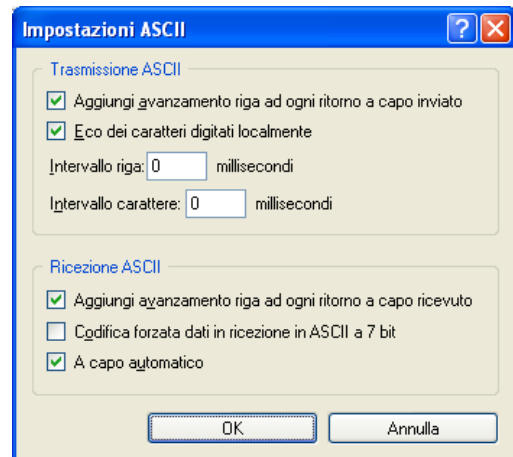 Impostazioni ASCII
Trasmissione ASCII
Aggiungi avanzamento riga ad ogni ritorno a capo inviato
Eco dei caratteri digitati localmente
Intervallo riga: 0 millisecondi
Intervallo carattere: 0 millisecondi
Ricezione ASCII
Aggiungi avanzamento riga ad ogni ritorno a capo ricevuto
Codifica forzata dati in ricezione in ASCII a 7 bit
A capo automatico
OK Annulla